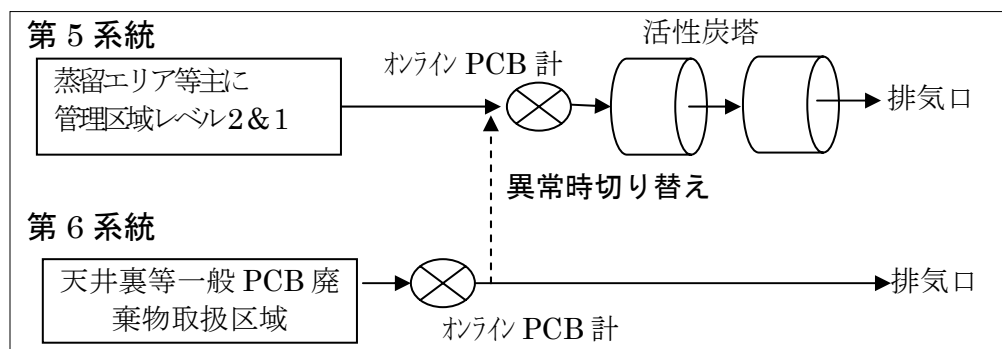 第 5 系統
活性炭塔
ｵﾝﾗｲﾝ PCB 計
蒸留エリア等主に
管理区域レベル2&1
排気口
異常時切り替え
第 6 系統
天井裏等一般 PCB 廃
棄物取扱区域
排気口
ｵﾝﾗｲﾝ PCB 計